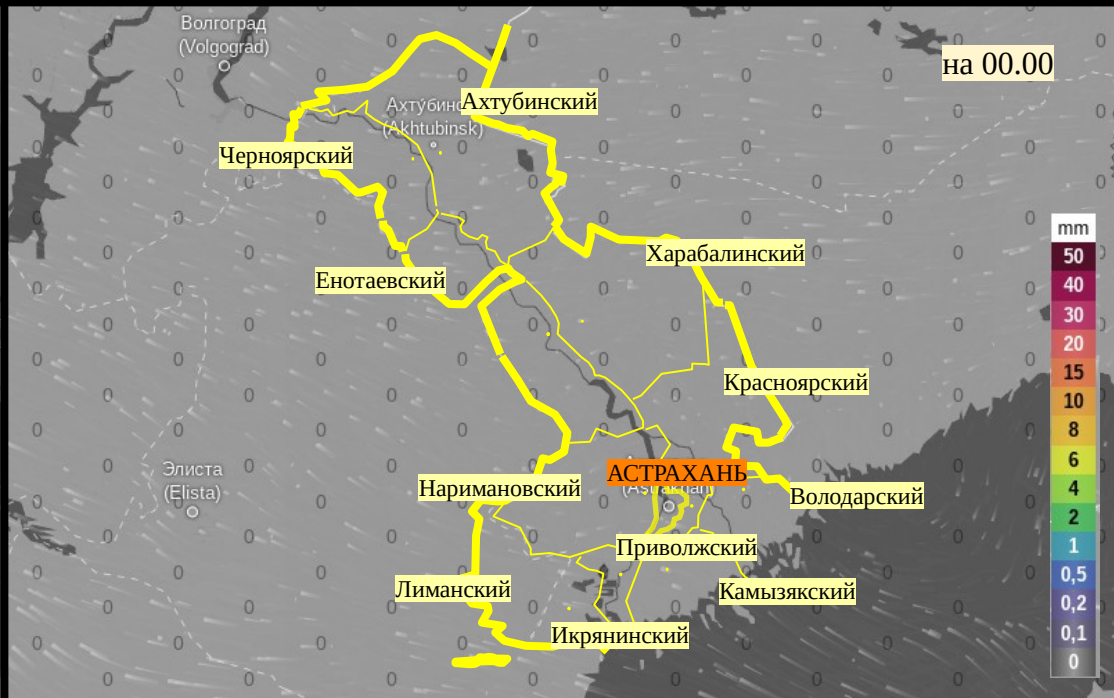 Волгоград
(Volgograd)
на 00.00
Ахтубинский
(Akhtubinsk)
Черноярский
mm
50
40
30
20
15
10
8
6
4
2
1
0,5
0,2
0,1
0
Харабалинский
Енотаевский
Красноярский
Элиста
(Elista)
АСТРАХАНЬ
(Astrakhan)
Наримановский
Володарский
Приволжский
Лиманский
Камызякский
Икрянинский